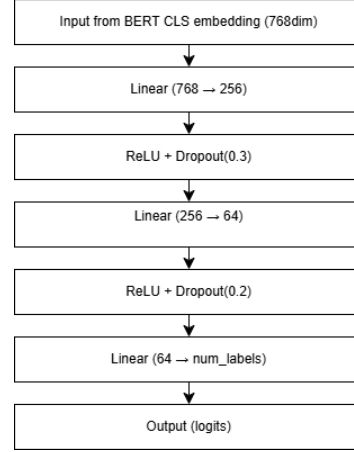 Input from BERT CLS embedding (768dim)
Linear (768 → 256)
ReLU + Dropout(0.3)
Linear (256 → 64)
ReLU + Dropout(0.2)
Linear (64 → num_labels)
Output (logits)